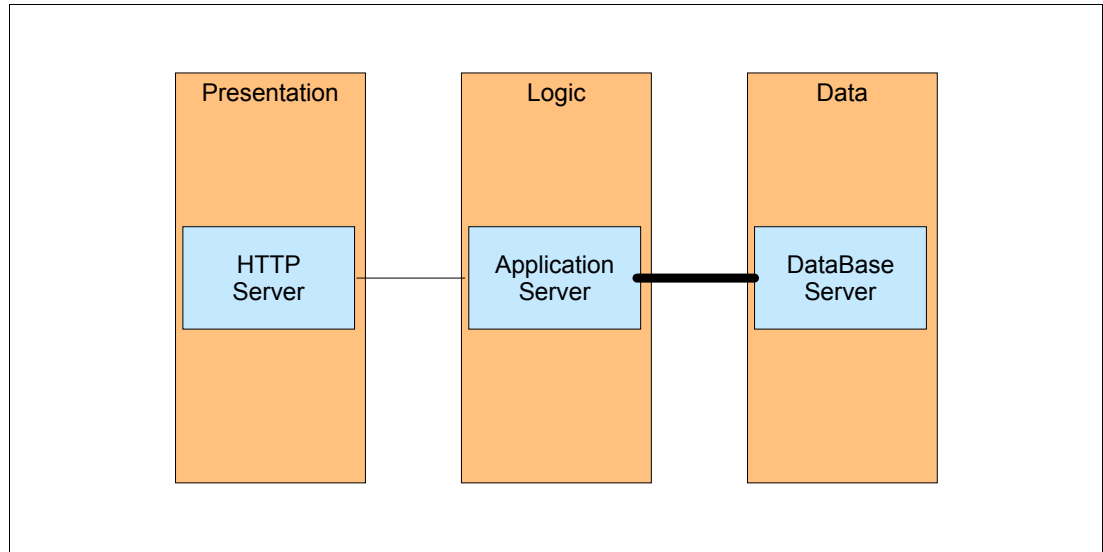 Presentation
Logic
Data
HTTP
Server
Application
Server
DataBase
Server